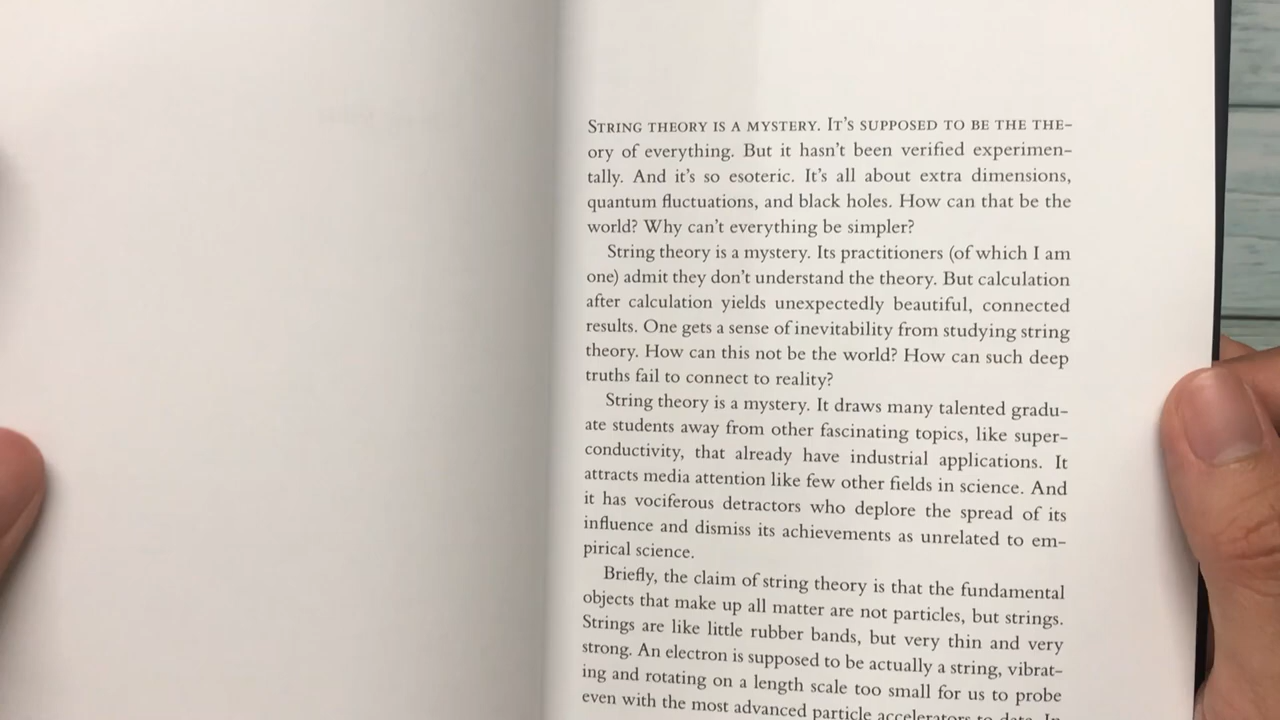 STRING THEORY IS A MYSTERY. IT'S SUPPOSED TO BE THE THE-
ory of everything. But it hasn't been verified experimen-
tally. And it's so esoteric. It's all about extra dimensions,
quantum fluctuations, and black holes. How can that be the
world? Why can't everything be simpler?
String theory is a mystery. Its practitioners (of which I am
one) admit they don't understand the theory. But calculation
after calculation yields unexpectedly beautiful, connected
results. One gets a sense of inevitability from studying string
theory. How can this not be the world? How can such deep
truths fail to connect to reality?
String theory is a mystery. It draws many talented gradu-
ate students away from other fascinating topics, like super-
conductivity, that already have industrial applications. It
attracts media attention like few other fields in science. And
it has vociferous detractors who deplore the spread of its
influence and dismiss its achievements as unrelated to em-
pirical science.
Briefly, the claim of string theory is that the fundamental
objects that make up all matter are not particles, but strings.
Strings are like little rubber bands, but very thin and very
strong. An electron is supposed to be actually a string, vibrat-
ing and rotating on a length scale too small for us to probe
even with the most advanced particle accelerators to date. In